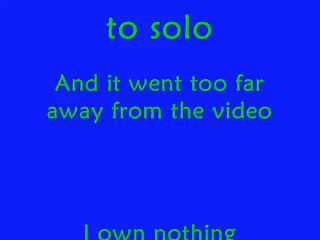 to solo
And it went too far
away from the video
I own nothing